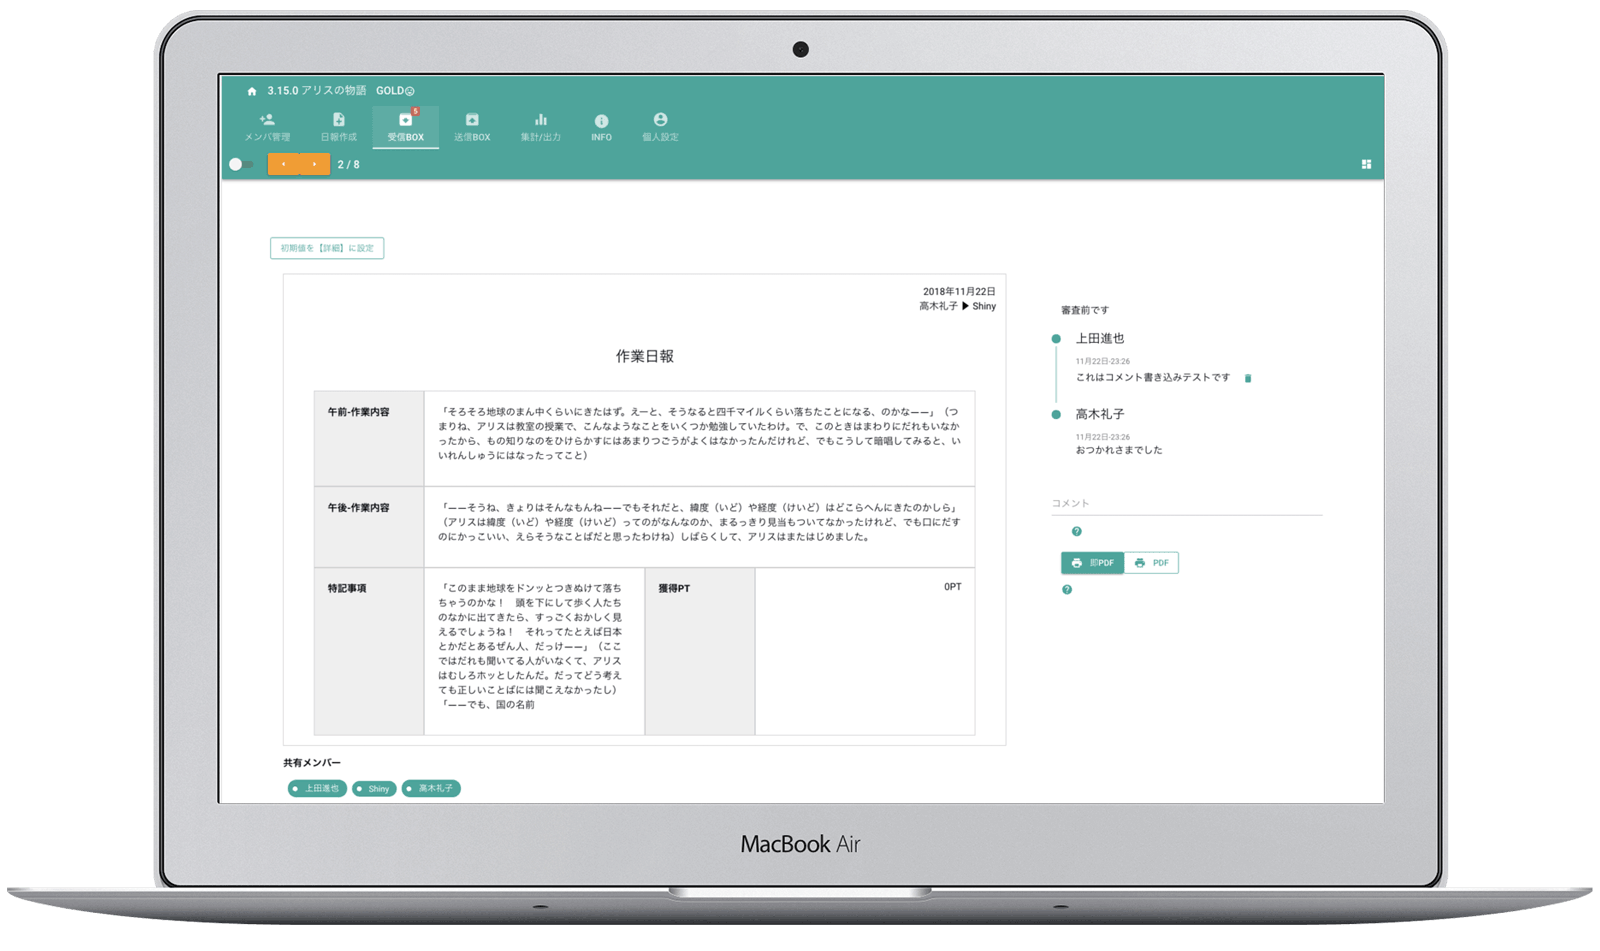 3.15.0 アリスの物語 GOLD
メンバ管理 日報作成 受信BOX 5 送信BOX 集計/出力 INFO 個人設定
2 / 8
初期値を【詳細】に設定
2018年11月22日
高木礼子 ▶ Shiny
作業日報
午前-作業内容
「そろそろ地球のまん中くらいにきたはず。えーと、そうなると四千マイルくらい落ちたことになる、のかなーー」（つ
まりね、アリスは教室の授業で、こんなようなことをいくつか勉強していたわけ。で、このときはまわりにだれもいなか
ったから、もの知りなのをひけらかすにはあまりつごうがよくはなかったんだけれど、でもこうして暗唱してみると、い
いれんしゅうにはなったってこと）
午後-作業内容
「ーーそうね、きょりはそんなもんねーーでもそれだと、緯度（いど）や経度（けいど）はどこらへんにきたのかしら」
（アリスは緯度（いど）や経度（けいど）ってのがなんなのか、まるっきり見当もついてなかったけれど、でも口にだす
のにかっこいい、えらそうなことばだと思ったわけね）しばらくして、アリスはまたはじめました。
特記事項
「このまま地球をドンッとつきぬけて落ち
ちゃうのかな！　頭を下にして歩く人たち
のなかに出てきたら、すっごくおかしく見
えるでしょうね！　それってたとえば日本
とかだとあるぜん人、だっけーー」（ここ
ではだれも聞いてる人がいなくて、アリス
はむしろホッとしたんだ。だってどう考え
ても正しいことばには聞こえなかったし）
「ーーでも、国の名前
獲得PT
0PT
共有メンバー
上田進也 Shiny 高木礼子
審査前です
上田進也
11月22日-23:26
これはコメント書き込みテストです
高木礼子
11月22日-23:26
おつかれさまでした
コメント
?
即PDF PDF
?
MacBook Air